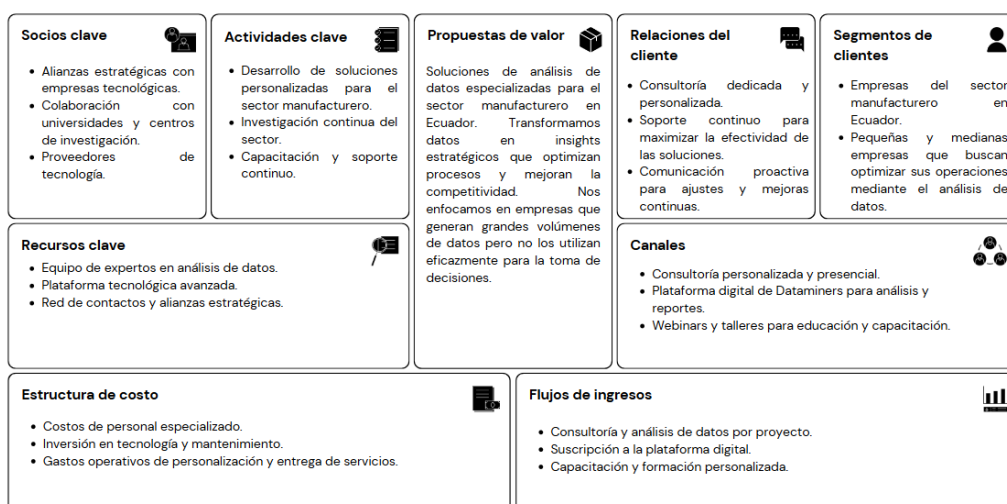 Socios clave
• Alianzas estratégicas con
empresas tecnológicas.
• Colaboración con
universidades y centros
de investigación.
• Proveedores de
tecnología.
Actividades clave
• Desarrollo de soluciones
personalizadas para el
sector manufacturero.
• Investigación continua del
sector.
• Capacitación y soporte
continuo.
Propuestas de valor
Soluciones de análisis de
datos especializadas para el
sector manufacturero en
Ecuador. Transformamos
datos en insights
estratégicos que optimizan
procesos y mejoran la
competitividad. Nos
enfocamos en empresas que
generan grandes volúmenes
de datos pero no los utilizan
eficazmente para la toma de
decisiones.
Relaciones del
cliente
• Consultoría dedicada y
personalizada.
• Soporte continuo para
maximizar la efectividad de
las soluciones.
• Comunicación proactiva
para ajustes y mejoras
continuas.
Segmentos de
clientes
• Empresas del sector
manufacturero en
Ecuador.
• Pequeñas y medianas
empresas que buscan
optimizar sus operaciones
mediante el análisis de
datos.
Recursos clave
• Equipo de expertos en análisis de datos.
• Plataforma tecnológica avanzada.
• Red de contactos y alianzas estratégicas.
Canales
• Consultoría personalizada y presencial.
• Plataforma digital de Dataminers para análisis y
reportes.
• Webinars y talleres para educación y capacitación.
Estructura de costo
• Costos de personal especializado.
• Inversión en tecnología y mantenimiento.
• Gastos operativos de personalización y entrega de servicios.
Flujos de ingresos
• Consultoría y análisis de datos por proyecto.
• Suscripción a la plataforma digital.
• Capacitación y formación personalizada.